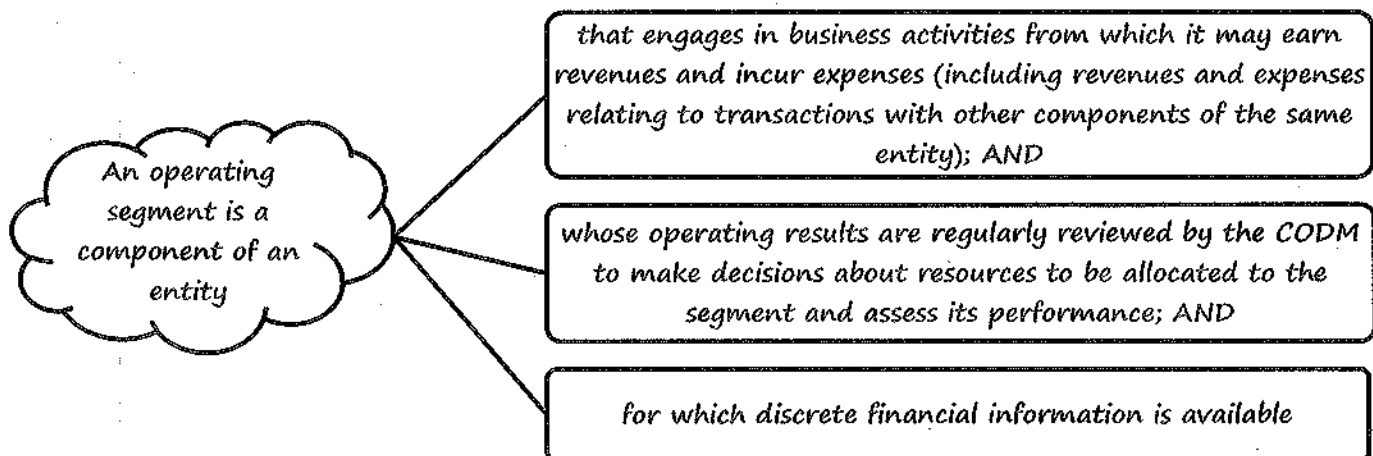 An operating
segment is a
component of an
entity
that engages in business activities from which it may earn
revenues and incur expenses (including revenues and expenses
relating to transactions with other components of the same
entity); AND
whose operating results are regularly reviewed by the CODM
to make decisions about resources to be allocated to the
segment and assess its performance; AND
for which discrete financial information is available